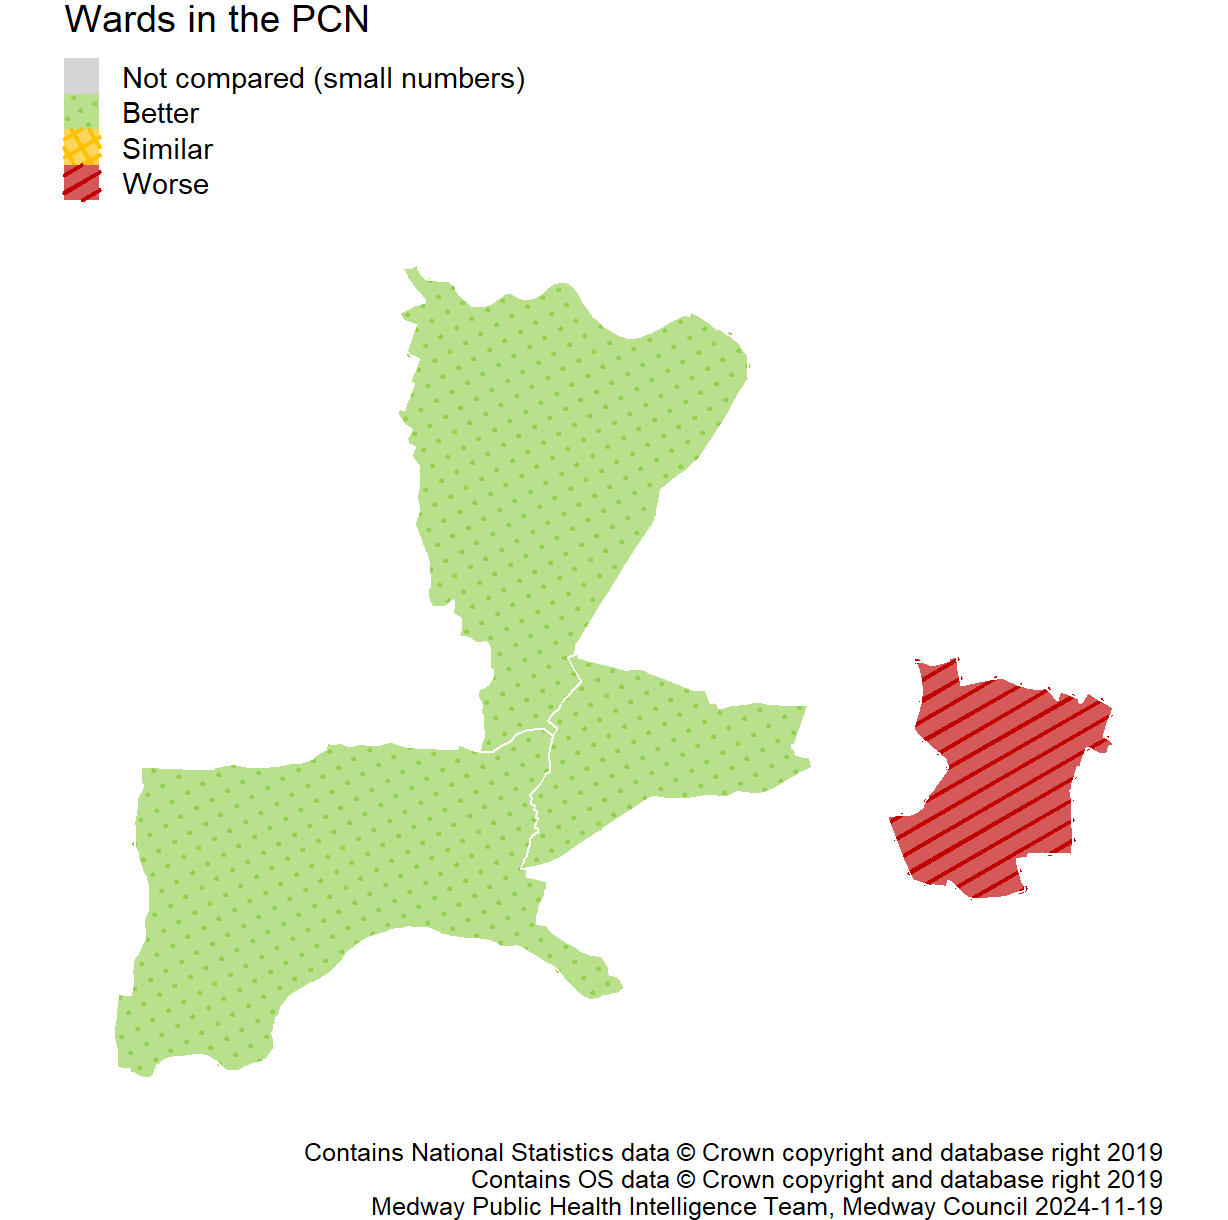 Wards in the PCN
Not compared (small numbers)
Better
Similar
Worse
Contains National Statistics data © Crown copyright and database right 2019
Contains OS data © Crown copyright and database right 2019
Medway Public Health Intelligence Team, Medway Council 2024-11-19